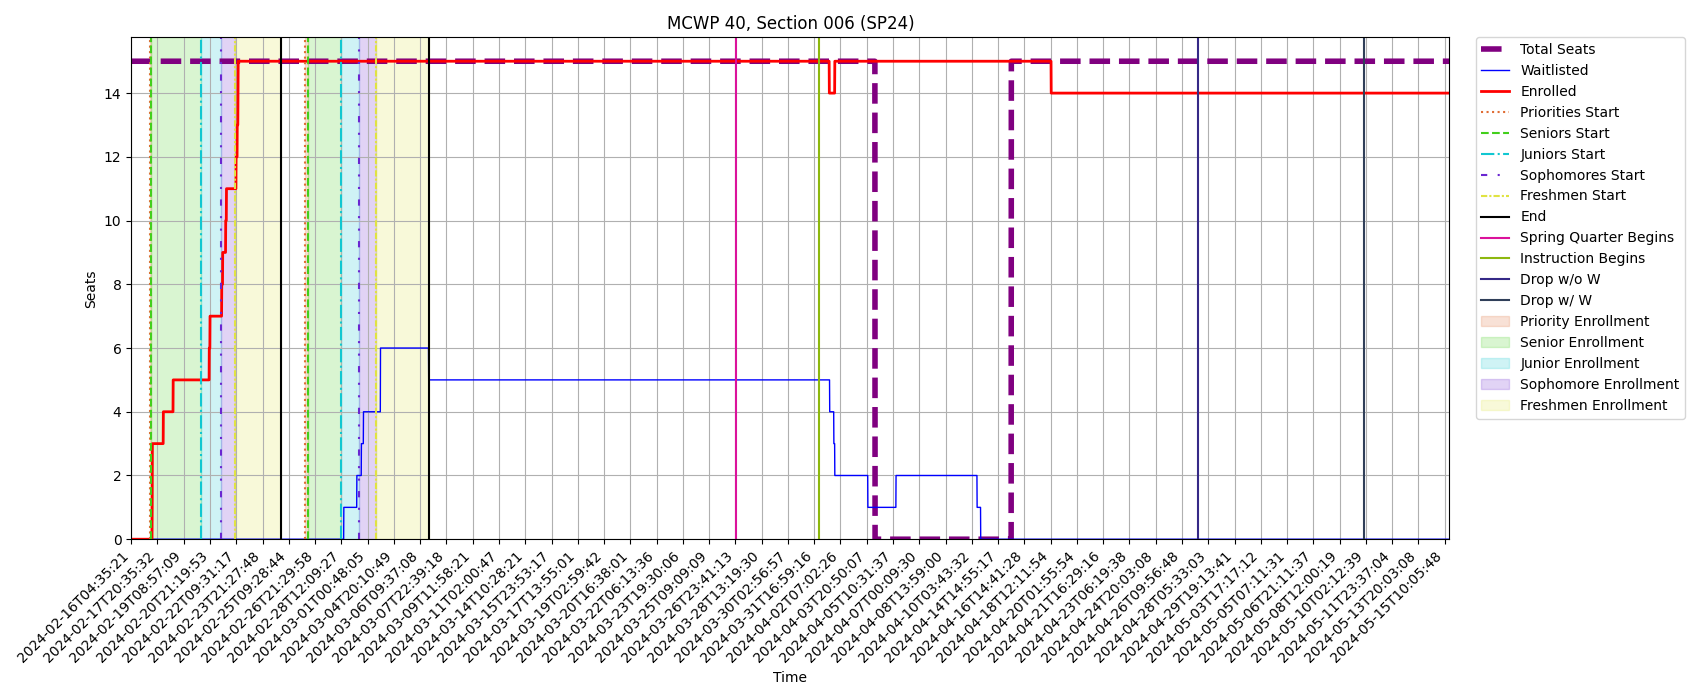 MCWP 40, Section 006 (SP24)
Seats
14
12
10
8
6
4
2
0
2024-02-16T04:35:21
2024-02-17T20:35:32
2024-02-19T08:57:09
2024-02-20T21:19:53
2024-02-22T09:31:17
2024-02-23T21:27:48
2024-02-25T09:28:44
2024-02-26T21:29:58
2024-02-28T12:09:27
2024-03-01T00:48:05
2024-03-04T20:10:49
2024-03-06T09:37:08
2024-03-07T22:39:18
2024-03-09T11:58:21
2024-03-11T02:00:47
2024-03-14T10:28:21
2024-03-15T23:53:17
2024-03-17T13:55:01
2024-03-19T02:59:42
2024-03-20T16:38:01
2024-03-22T06:13:36
2024-03-23T19:30:06
2024-03-25T09:09:09
2024-03-26T23:41:13
2024-03-28T13:19:30
2024-03-30T02:56:57
2024-03-31T16:59:16
2024-04-02T07:02:26
2024-04-03T20:50:07
2024-04-05T10:31:37
2024-04-07T00:09:30
2024-04-08T13:59:00
2024-04-10T03:43:32
2024-04-14T14:55:17
2024-04-16T14:41:28
2024-04-18T12:11:54
2024-04-20T01:55:54
2024-04-21T16:29:16
2024-04-23T06:19:38
2024-04-24T20:03:08
2024-04-26T09:56:48
2024-04-28T05:33:03
2024-04-29T19:13:41
2024-05-03T17:17:12
2024-05-05T07:11:31
2024-05-06T21:11:37
2024-05-08T12:00:19
2024-05-10T02:12:39
2024-05-11T23:37:04
2024-05-13T20:03:08
2024-05-15T10:05:48
Time
Total Seats
Waitlisted
Enrolled
Priorities Start
Seniors Start
Juniors Start
Sophomores Start
Freshmen Start
End
Spring Quarter Begins
Instruction Begins
Drop w/o W
Drop w/ W
Priority Enrollment
Senior Enrollment
Junior Enrollment
Sophomore Enrollment
Freshmen Enrollment